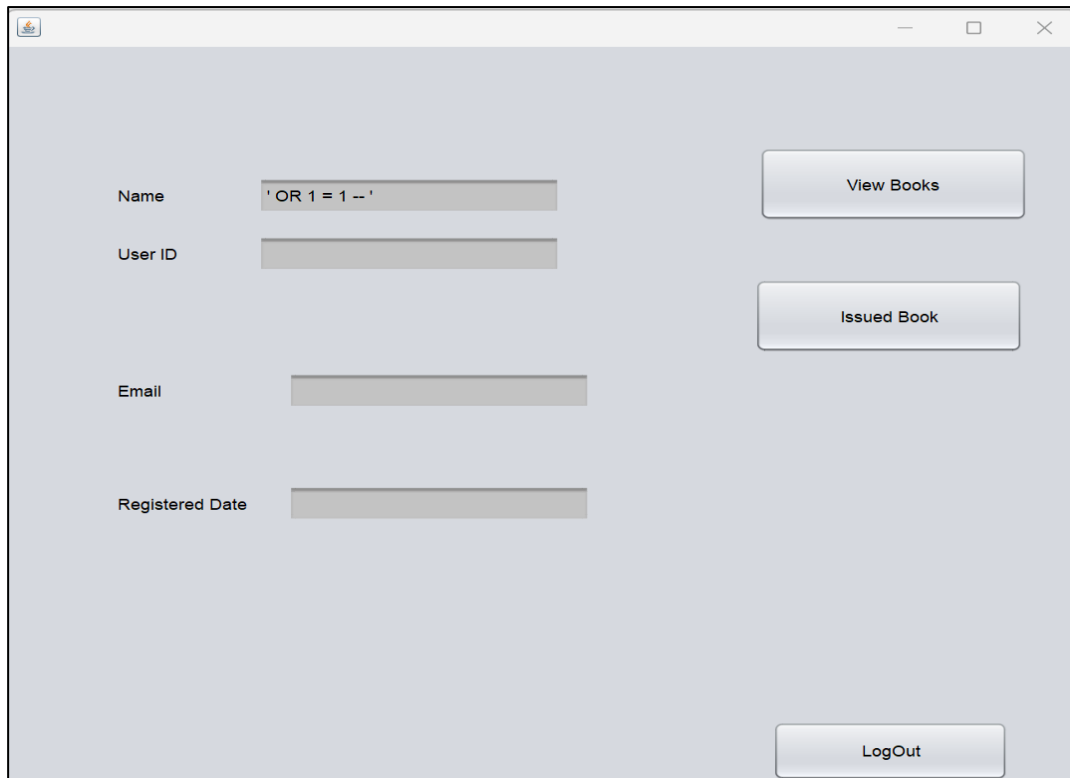 Name
' OR 1 = 1 -- '
View Books
User ID
Issued Book
Email
Registered Date
LogOut